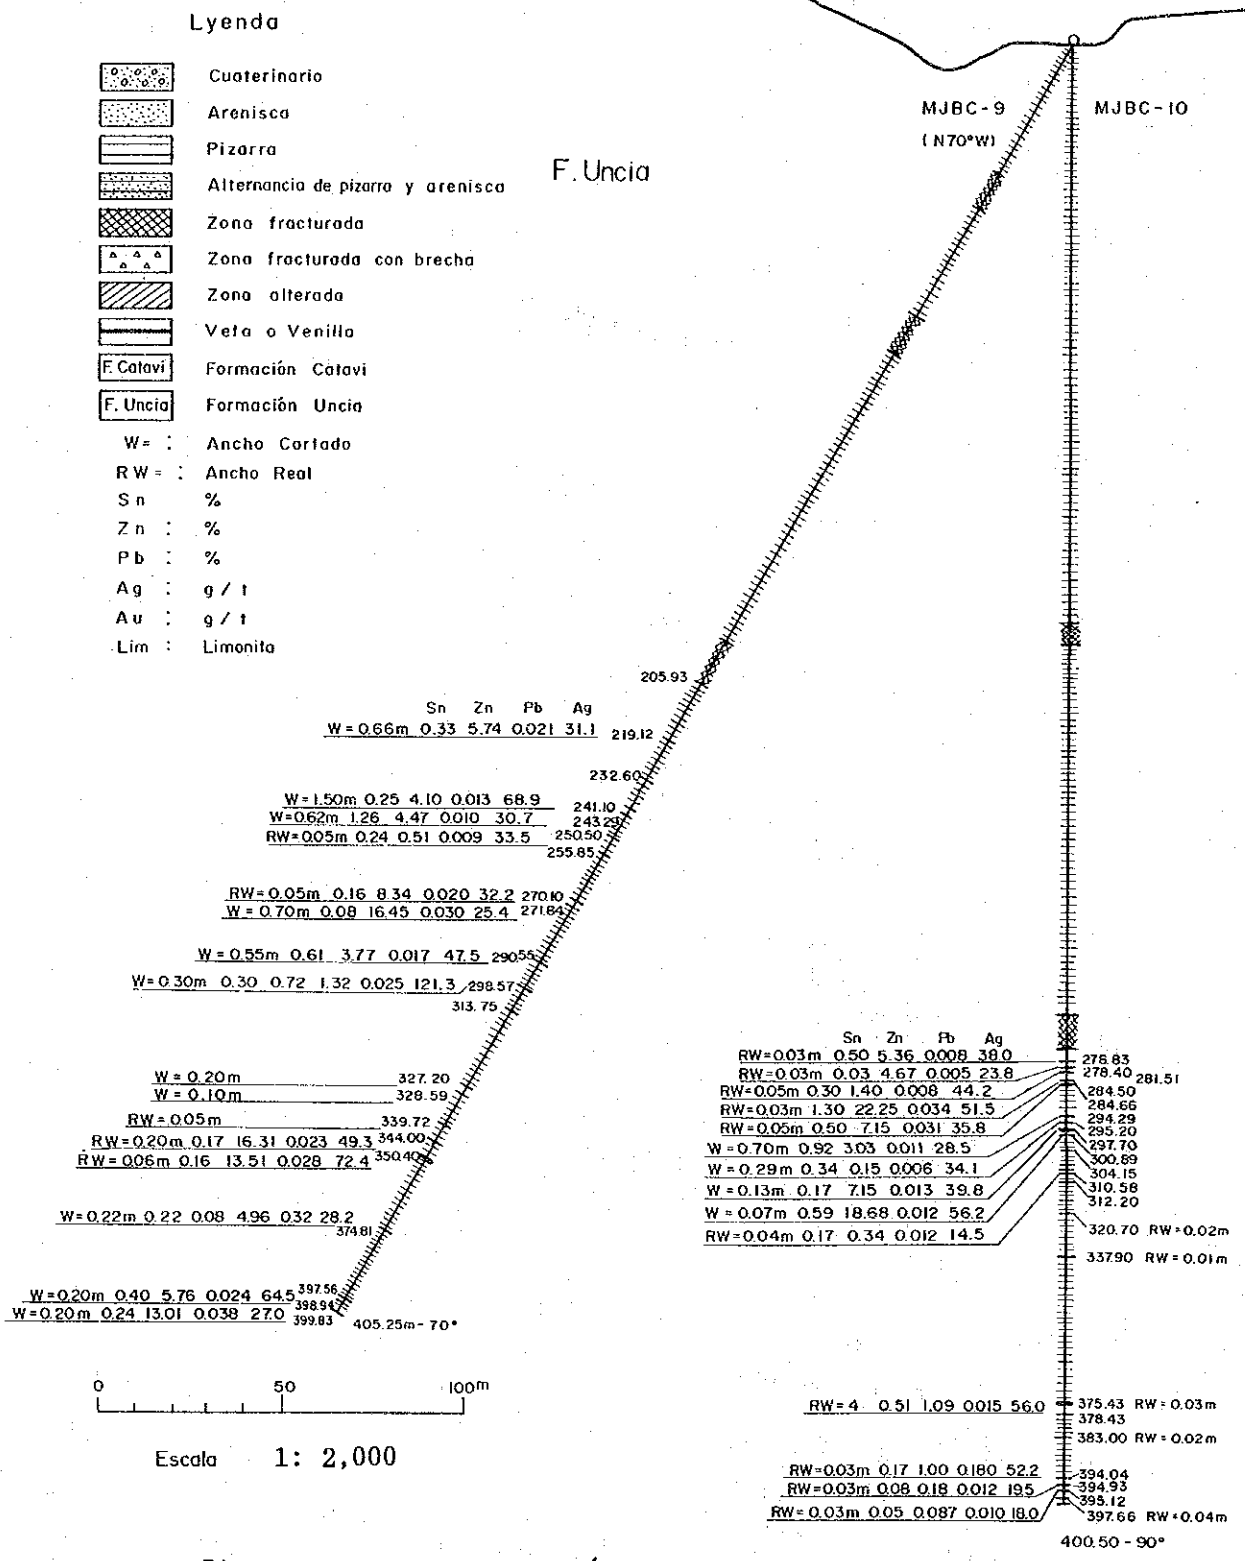 Lyenda
Cuaterinario
Arenisca
Pizarra
Alternancia de pizarra y arenisca
Zona fracturada
Zona fracturada con brecha
Zona alterada
Veta o Venilla
F. Catavi Formación Catavi
F. Uncia Formación Uncia
W= : Ancho Cortado
RW= : Ancho Real
Sn %
Zn : %
Pb : %
Ag : g / t
Au : g / t
Lim : Limonita
F. Uncia
MJBC-9
(N70°W)
MJBC-10
205.93
Sn Zn Pb Ag
W=0.66m 0.33 5.74 0.021 31.1 219.12
232.60
W=1.50m 0.25 4.10 0.013 68.9 241.10
W=0.62m 1.26 4.47 0.010 30.7 243.29
RW=0.05m 0.24 0.51 0.009 33.5 250.50
255.85
RW=0.05m 0.16 8.34 0.020 32.2 270.10
W=0.70m 0.08 16.45 0.030 25.4 271.84
W=0.55m 0.61 3.77 0.017 47.5 290.55
W=0.30m 0.30 0.72 1.32 0.025 121.3 298.57
313.75
W=0.20m 327.20
W=0.10m 328.59
RW=0.05m 339.72
RW=0.20m 0.17 16.31 0.023 49.3 344.00
RW=0.06m 0.16 13.51 0.028 72.4 350.40
W=0.22m 0.22 0.08 4.96 0.32 28.2 374.81
W=0.20m 0.40 5.76 0.024 64.5 397.56
398.94
W=0.20m 0.24 13.01 0.038 27.0 399.83
405.25m-70°
Sn Zn Pb Ag
RW=0.03m 0.50 5.36 0.008 38.0
RW=0.03m 0.03 4.67 0.005 23.8
RW=0.05m 0.30 1.40 0.008 44.2
RW=0.03m 1.30 22.25 0.034 51.5
RW=0.05m 0.50 7.15 0.031 35.8
W=0.70m 0.92 3.03 0.011 28.5
W=0.29m 0.34 0.15 0.006 34.1
W=0.13m 0.17 7.15 0.013 39.8
W=0.07m 0.59 18.68 0.012 56.2
RW=0.04m 0.17 0.34 0.012 14.5
278.83
278.40 281.51
284.50
284.66
294.29
295.20
297.70
300.89
304.15
310.58
312.20
320.70 RW=0.02m
337.90 RW=0.01m
RW=4 0.51 1.09 0.015 56.0 375.43 RW=0.03m
378.43
383.00 RW=0.02m
RW=0.03m 0.17 1.00 0.180 52.2 394.04
RW=0.03m 0.08 0.18 0.012 19.5 394.93
395.12
RW=0.03m 0.05 0.087 0.010 18.0 397.66 RW=0.04m
400.50-90°
0 50 100m
Escala 1: 2,000